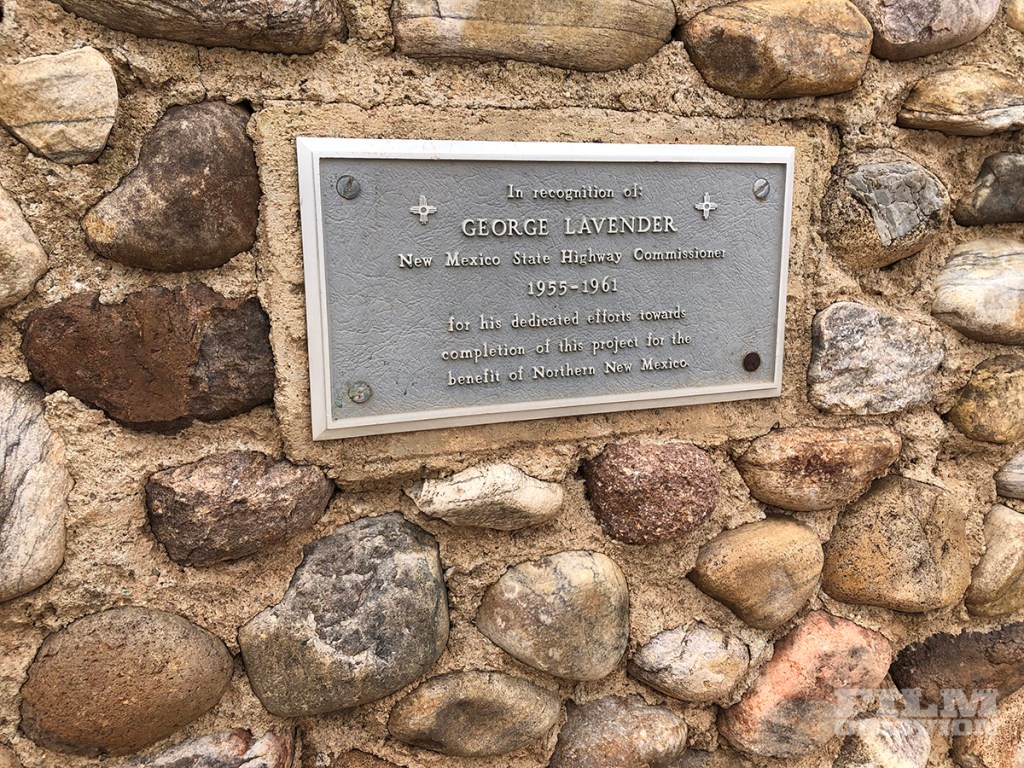 In recognition of:
GEORGE LAVENDER
New Mexico State Highway Commissioner
1955-1961
for his dedicated efforts towards
completion of this project for the
benefit of Northern New Mexico.
FILM